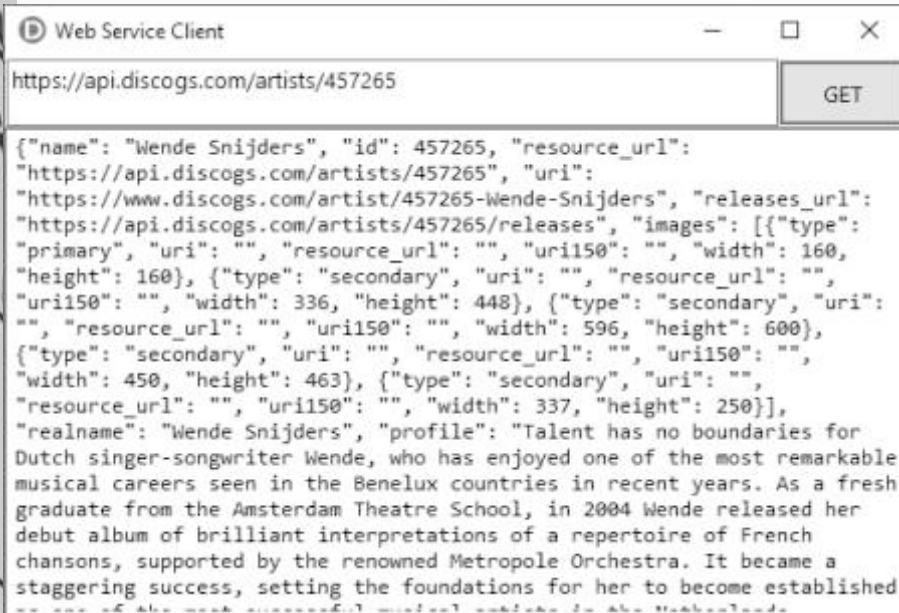 Web Service Client
https://api.discogs.com/artists/457265
GET
{"name": "Wende Snijders", "id": 457265, "resource_url":
"https://api.discogs.com/artists/457265", "uri":
"https://www.discogs.com/artist/457265-Wende-Snijders", "releases_url":
"https://api.discogs.com/artists/457265/releases", "images": [{"type":
"primary", "uri": "", "resource_url": "", "uri150": "", "width": 160,
"height": 160}, {"type": "secondary", "uri": "", "resource_url": "",
"uri150": "", "width": 336, "height": 448}, {"type": "secondary", "uri":
"", "resource_url": "", "uri150": "", "width": 596, "height": 600},
{"type": "secondary", "uri": "", "resource_url": "", "uri150": "",
"width": 450, "height": 463}, {"type": "secondary", "uri": "",
"resource_url": "", "uri150": "", "width": 337, "height": 250}],
"realname": "Wende Snijders", "profile": "Talent has no boundaries for
Dutch singer-songwriter Wende, who has enjoyed one of the most remarkable
musical careers seen in the Benelux countries in recent years. As a fresh
graduate from the Amsterdam Theatre School, in 2004 Wende released her
debut album of brilliant interpretations of a repertoire of French
chansons, supported by the renowned Metropole Orchestra. It became a
staggering success, setting the foundations for her to become established